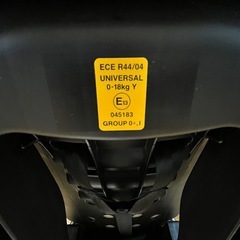 ECE R44/04
UNIVERSAL
0-18kg Y
E13
045183
GROUP 0+, I